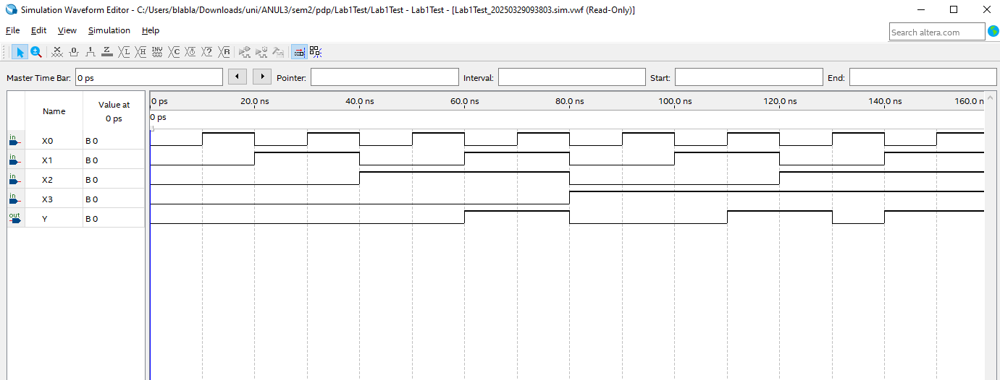 Simulation Waveform Editor - C:/Users/blabla/Downloads/uni/ANUL3/sem2/pdp/Lab1Test/Lab1Test - Lab1Test - [Lab1Test_20250329093803.sim.vwf (Read-Only)]
File Edit View Simulation Help
Search altera.com
Master Time Bar: 0 ps Pointer: Interval: Start: End:
Name Value at 0 ps
0 ps 20.0 ns 40.0 ns 60.0 ns 80.0 ns 100.0 ns 120.0 ns 140.0 ns 160.0 n
0 ps
in X0 B 0
in X1 B 0
in X2 B 0
in X3 B 0
out Y B 0